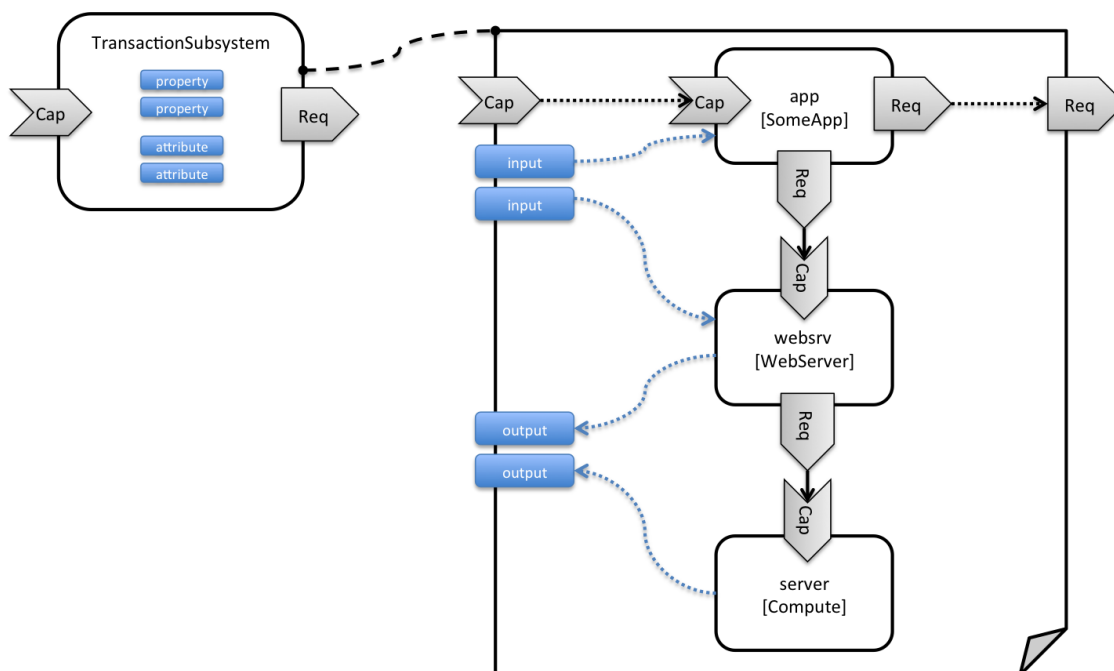 TransactionSubsystem
property
property
attribute
attribute
Cap
Req
Cap
Cap
app
[SomeApp]
Req
Req
input
input
Req
Cap
websrv
[WebServer]
Req
output
output
Cap
server
[Compute]